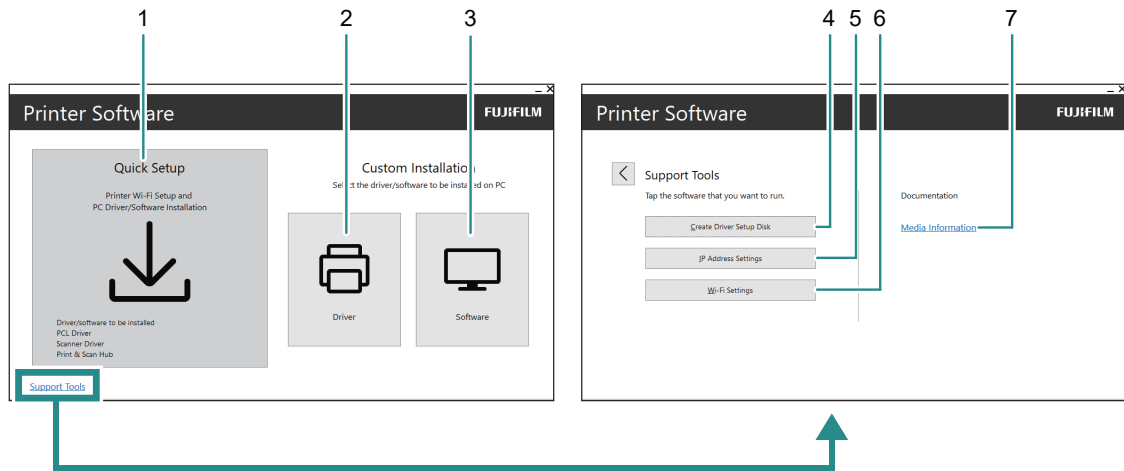 1 2 3 4 5 6 7
Printer Software
FUJIFILM
Quick Setup
Printer Wi-Fi Setup and
PC Driver/Software Installation
Driver/software to be installed
PCL Driver
Scanner Driver
Print & Scan Hub
Custom Installation
Select the driver/software to be installed on PC
Driver
Software
Support Tools
Printer Software
FUJIFILM
Support Tools
Tap the software that you want to run.
Create Driver Setup Disk
IP Address Settings
Wi-Fi Settings
Documentation
Media Information